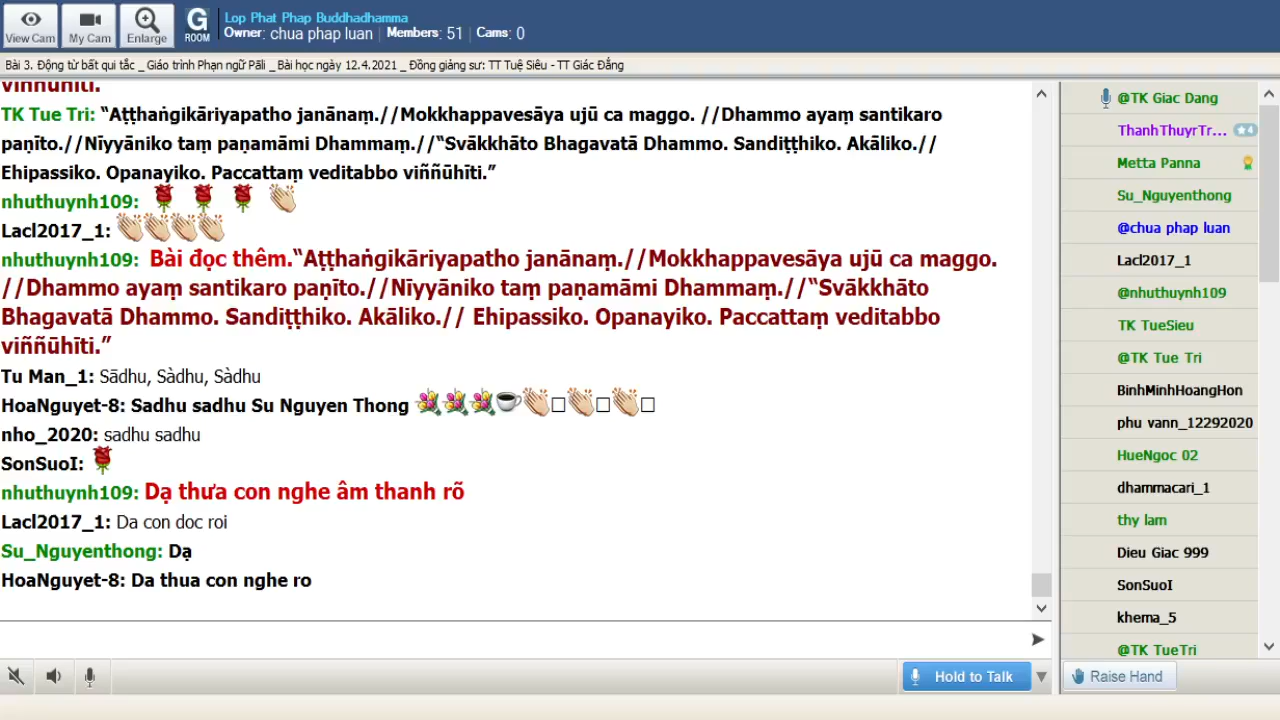 View Cam
My Cam
Enlarge
G
ROOM
Lop Phat Phap Buddhadhamma
Owner: chua phap luan | Members: 51 | Cams: 0
Bài 3. Động từ bất qui tắc _ Giáo trình Phạn ngữ Pāli _ Bài học ngày 12.4.2021 _ Đồng giảng sư: TT Tuệ Siêu - TT Giác Đẳng
viññūhīti.
TK Tue Tri: “Aṭṭhaṅgikāriyapatho janānaṃ.//Mokkhappavesāya ujū ca maggo. //Dhammo ayaṃ santikaro
paṇīto.//Nīyyāniko taṃ paṇamāmi Dhammaṃ.//“Svākkhāto Bhagavatā Dhammo. Sandiṭṭhiko. Akāliko.//
Ehipassiko. Opanayiko. Paccattaṃ veditabbo viññūhīti.”
nhuthuynh109:
Lacl2017_1:
nhuthuynh109: Bài đọc thêm.“Aṭṭhaṅgikāriyapatho janānaṃ.//Mokkhappavesāya ujū ca maggo.
//Dhammo ayaṃ santikaro paṇīto.//Nīyyāniko taṃ paṇamāmi Dhammaṃ.//“Svākkhāto
Bhagavatā Dhammo. Sandiṭṭhiko. Akāliko.// Ehipassiko. Opanayiko. Paccattaṃ veditabbo
viññūhīti.”
Tu Man_1: Sādhu, Sàdhu, Sàdhu
HoaNguyet-8: Sadhu sadhu Su Nguyen Thong
nho_2020: sadhu sadhu
SonSuoI:
nhuthuynh109: Dạ thưa con nghe âm thanh rõ
Lacl2017_1: Da con doc roi
Su_Nguyenthong: Dạ
HoaNguyet-8: Da thua con nghe ro
@TK Giac Dang
ThanhThuyrTr... ★4
Metta Panna
Su_Nguyenthong
@chua phap luan
Lacl2017_1
@nhuthuynh109
TK TueSieu
@TK Tue Tri
BinhMinhHoangHon
phu vann_12292020
HueNgoc 02
dhammacari_1
thy lam
Dieu Giac 999
SonSuoI
khema_5
@TK TueTri
Hold to Talk
Raise Hand